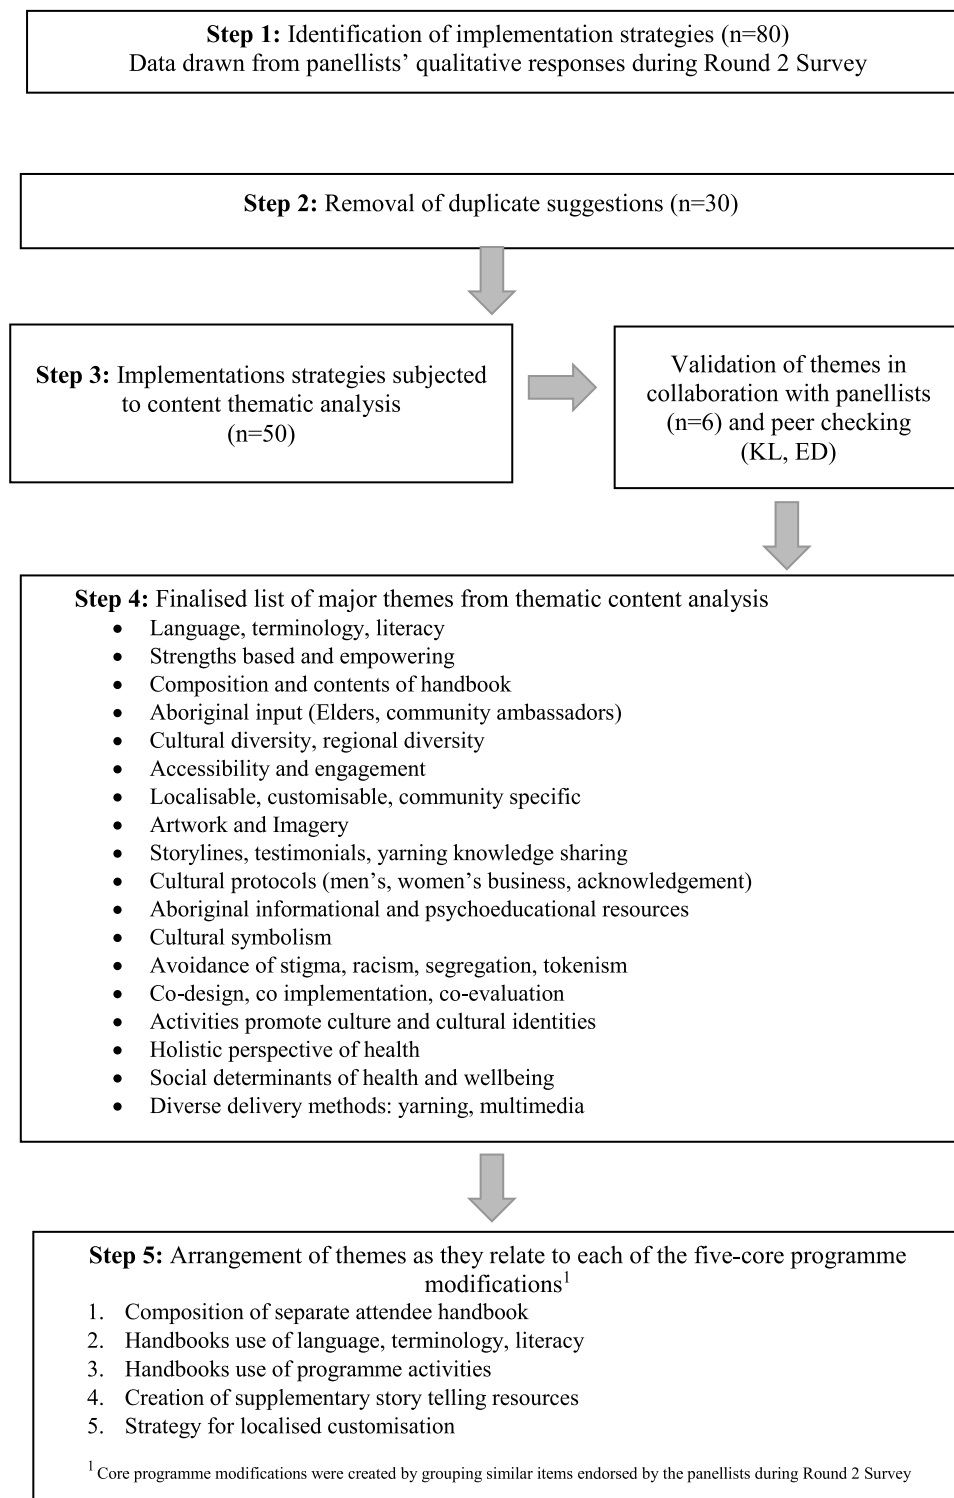 Step 1: Identification of implementation strategies (n=80)
Data drawn from panellists’ qualitative responses during Round 2 Survey
Step 2: Removal of duplicate suggestions (n=30)
Step 3: Implementations strategies subjected
to content thematic analysis
(n=50)
Validation of themes in
collaboration with panellists
(n=6) and peer checking
(KL, ED)
Step 4: Finalised list of major themes from thematic content analysis
• Language, terminology, literacy
• Strengths based and empowering
• Composition and contents of handbook
• Aboriginal input (Elders, community ambassadors)
• Cultural diversity, regional diversity
• Accessibility and engagement
• Localisable, customisable, community specific
• Artwork and Imagery
• Storylines, testimonials, yarning knowledge sharing
• Cultural protocols (men’s, women’s business, acknowledgement)
• Aboriginal informational and psychoeducational resources
• Cultural symbolism
• Avoidance of stigma, racism, segregation, tokenism
• Co-design, co implementation, co-evaluation
• Activities promote culture and cultural identities
• Holistic perspective of health
• Social determinants of health and wellbeing
• Diverse delivery methods: yarning, multimedia
Step 5: Arrangement of themes as they relate to each of the five-core programme
modifications¹
1. Composition of separate attendee handbook
2. Handbooks use of language, terminology, literacy
3. Handbooks use of programme activities
4. Creation of supplementary story telling resources
5. Strategy for localised customisation
¹ Core programme modifications were created by grouping similar items endorsed by the panellists during Round 2 Survey